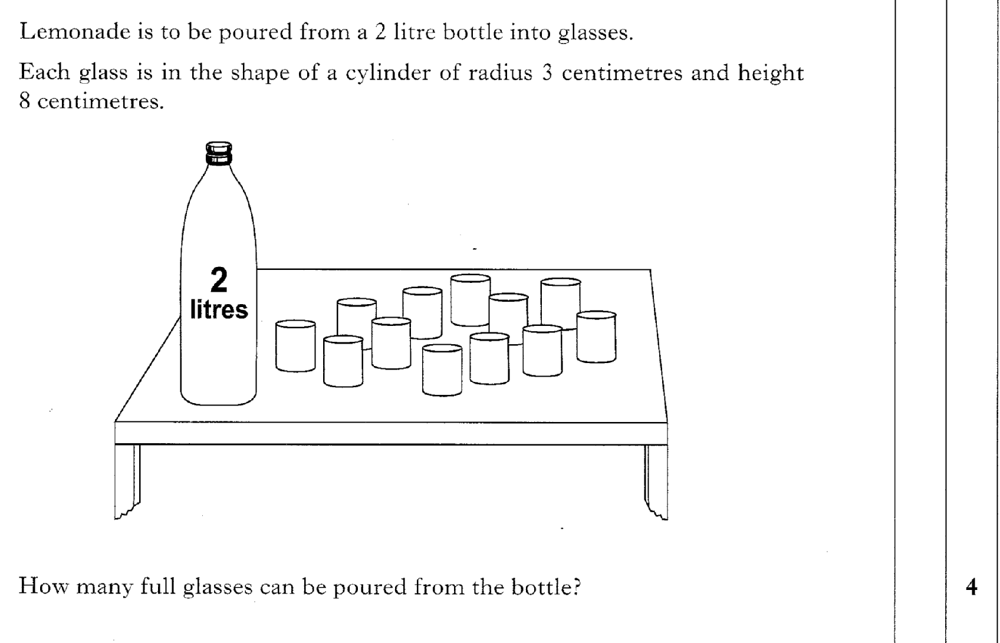 Lemonade is to be poured from a 2 litre bottle into glasses.
Each glass is in the shape of a cylinder of radius 3 centimetres and height
8 centimetres.
2
litres
How many full glasses can be poured from the bottle?
4